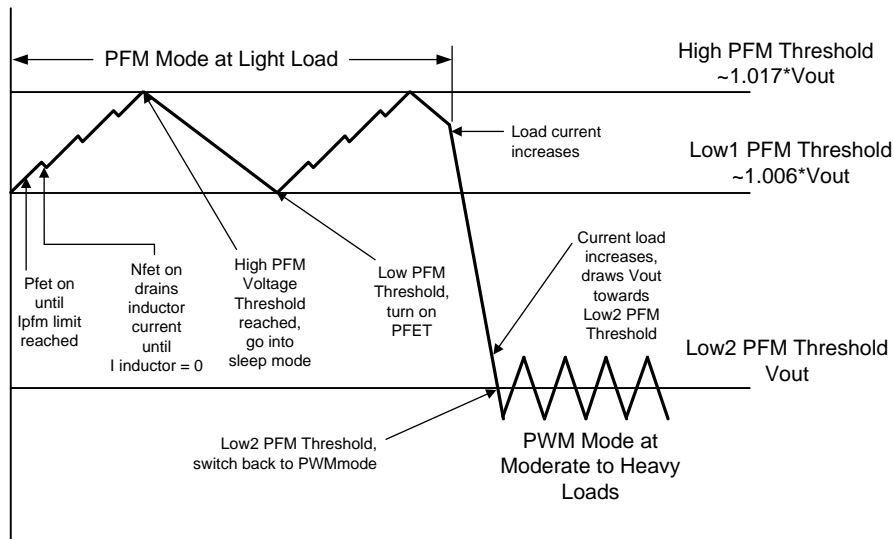 PFM Mode at Light Load
High PFM Threshold
~1.017*Vout
Load current
increases
Low1 PFM Threshold
~1.006*Vout
Pfet on
until
Ipfm limit
reached
Nfet on
drains
inductor
current
until
I inductor = 0
High PFM
Voltage
Threshold
reached,
go into
sleep mode
Low PFM
Threshold,
turn on
PFET
Current load
increases,
draws Vout
towards
Low2 PFM
Threshold
Low2 PFM Threshold
Vout
Low2 PFM Threshold,
switch back to PWMmode
PWM Mode at
Moderate to Heavy
Loads